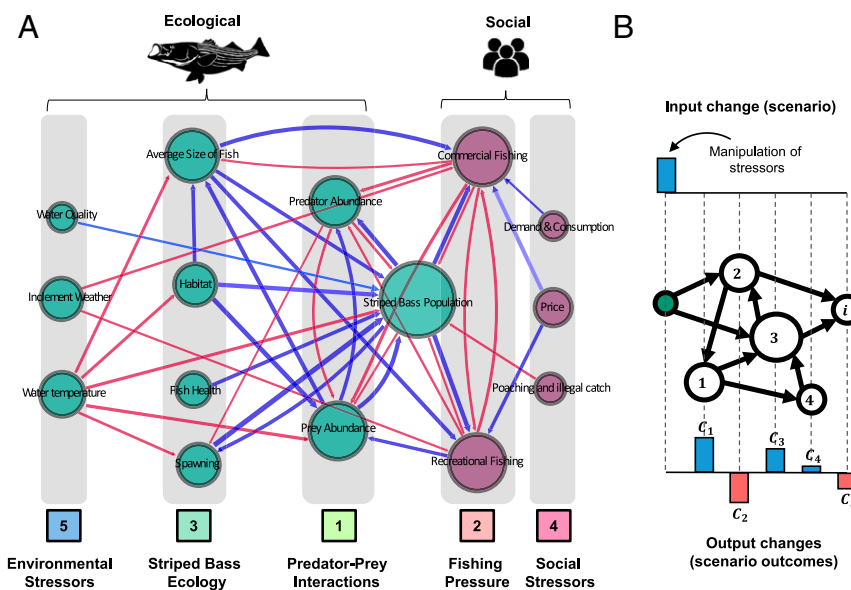 A
Ecological
Social
Average Size of Fish
Commercial Fishing
Predator Abundance
Water Quality
Demand & Consumption
Habitat
Inclement Weather
Striped Bass Population
Price
Water temperature
Fish Health
Poaching and illegal catch
Prey Abundance
Spawning
Recreational Fishing
5
3
1
2
4
Environmental
Stressors
Striped Bass
Ecology
Predator-Prey
Interactions
Fishing
Pressure
Social
Stressors
B
Input change (scenario)
Manipulation of
stressors
2
i
3
1
4
C1
C3
C4
C2
Output changes
(scenario outcomes)